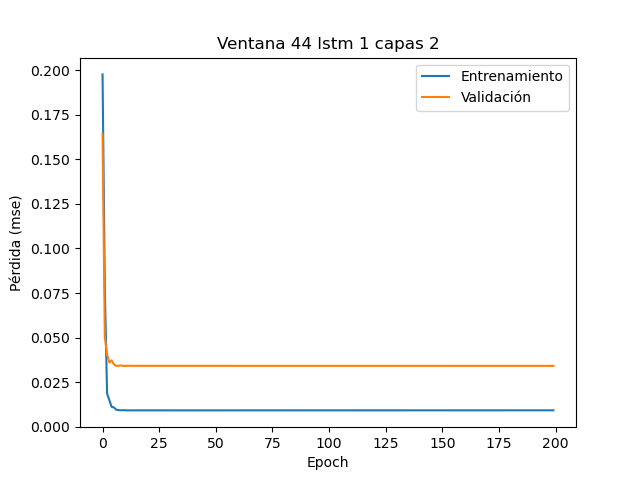 Ventana 44 lstm 1 capas 2
Entrenamiento
Validación
Pérdida (mse)
0.200
0.175
0.150
0.125
0.100
0.075
0.050
0.025
0.000
0 25 50 75 100 125 150 175 200
Epoch